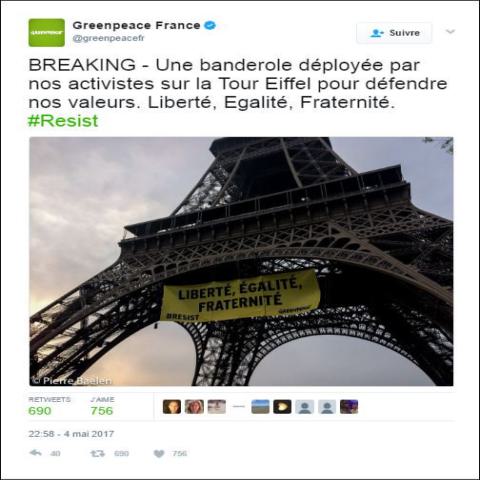 GREENPEACE
Greenpeace France
@greenpeacefr
Suivre
BREAKING - Une banderole déployée par
nos activistes sur la Tour Eiffel pour défendre
nos valeurs. Liberté, Egalité, Fraternité.
#Resist
LIBERTÉ, ÉGALITÉ,
FRATERNITÉ
#RESIST
GREENPEACE
© Pierre Baelen
RETWEETS
J'AIME
690
756
22:58 - 4 mai 2017
40
690
756